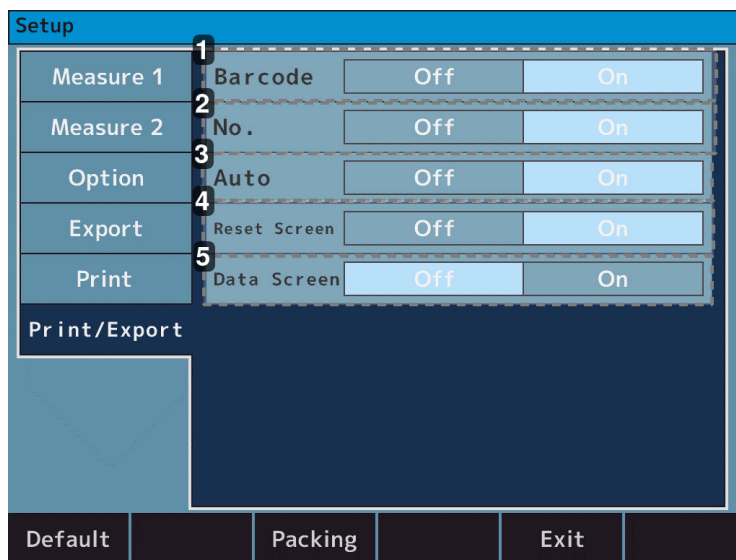 Setup
Measure 1
Measure 2
Option
Export
Print
Print/Export
1
Barcode Off On
2
No. Off On
3
Auto Off On
4
Reset Screen Off On
5
Data Screen Off On
Default Packing Exit